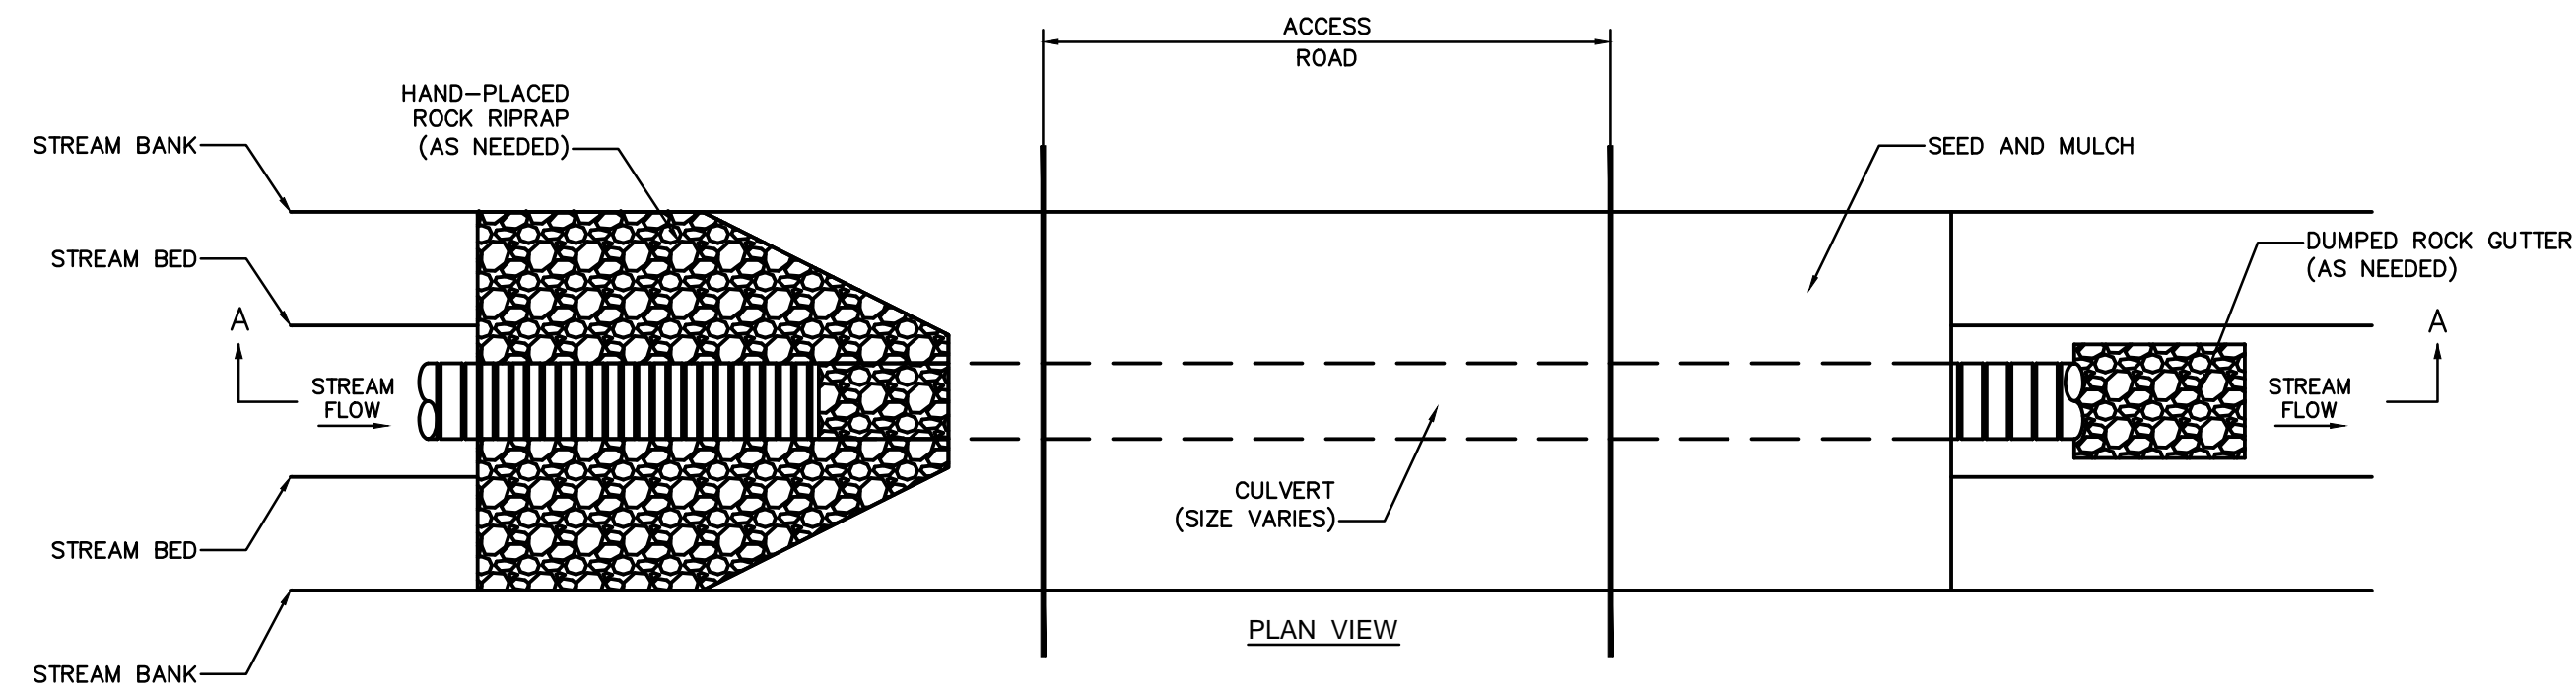 ACCESS
ROAD
HAND-PLACED
ROCK RIPRAP
(AS NEEDED)
STREAM BANK
SEED AND MULCH
STREAM BED
DUMPED ROCK GUTTER
(AS NEEDED)
A
A
STREAM
FLOW
STREAM
FLOW
CULVERT
(SIZE VARIES)
STREAM BED
PLAN VIEW
STREAM BANK